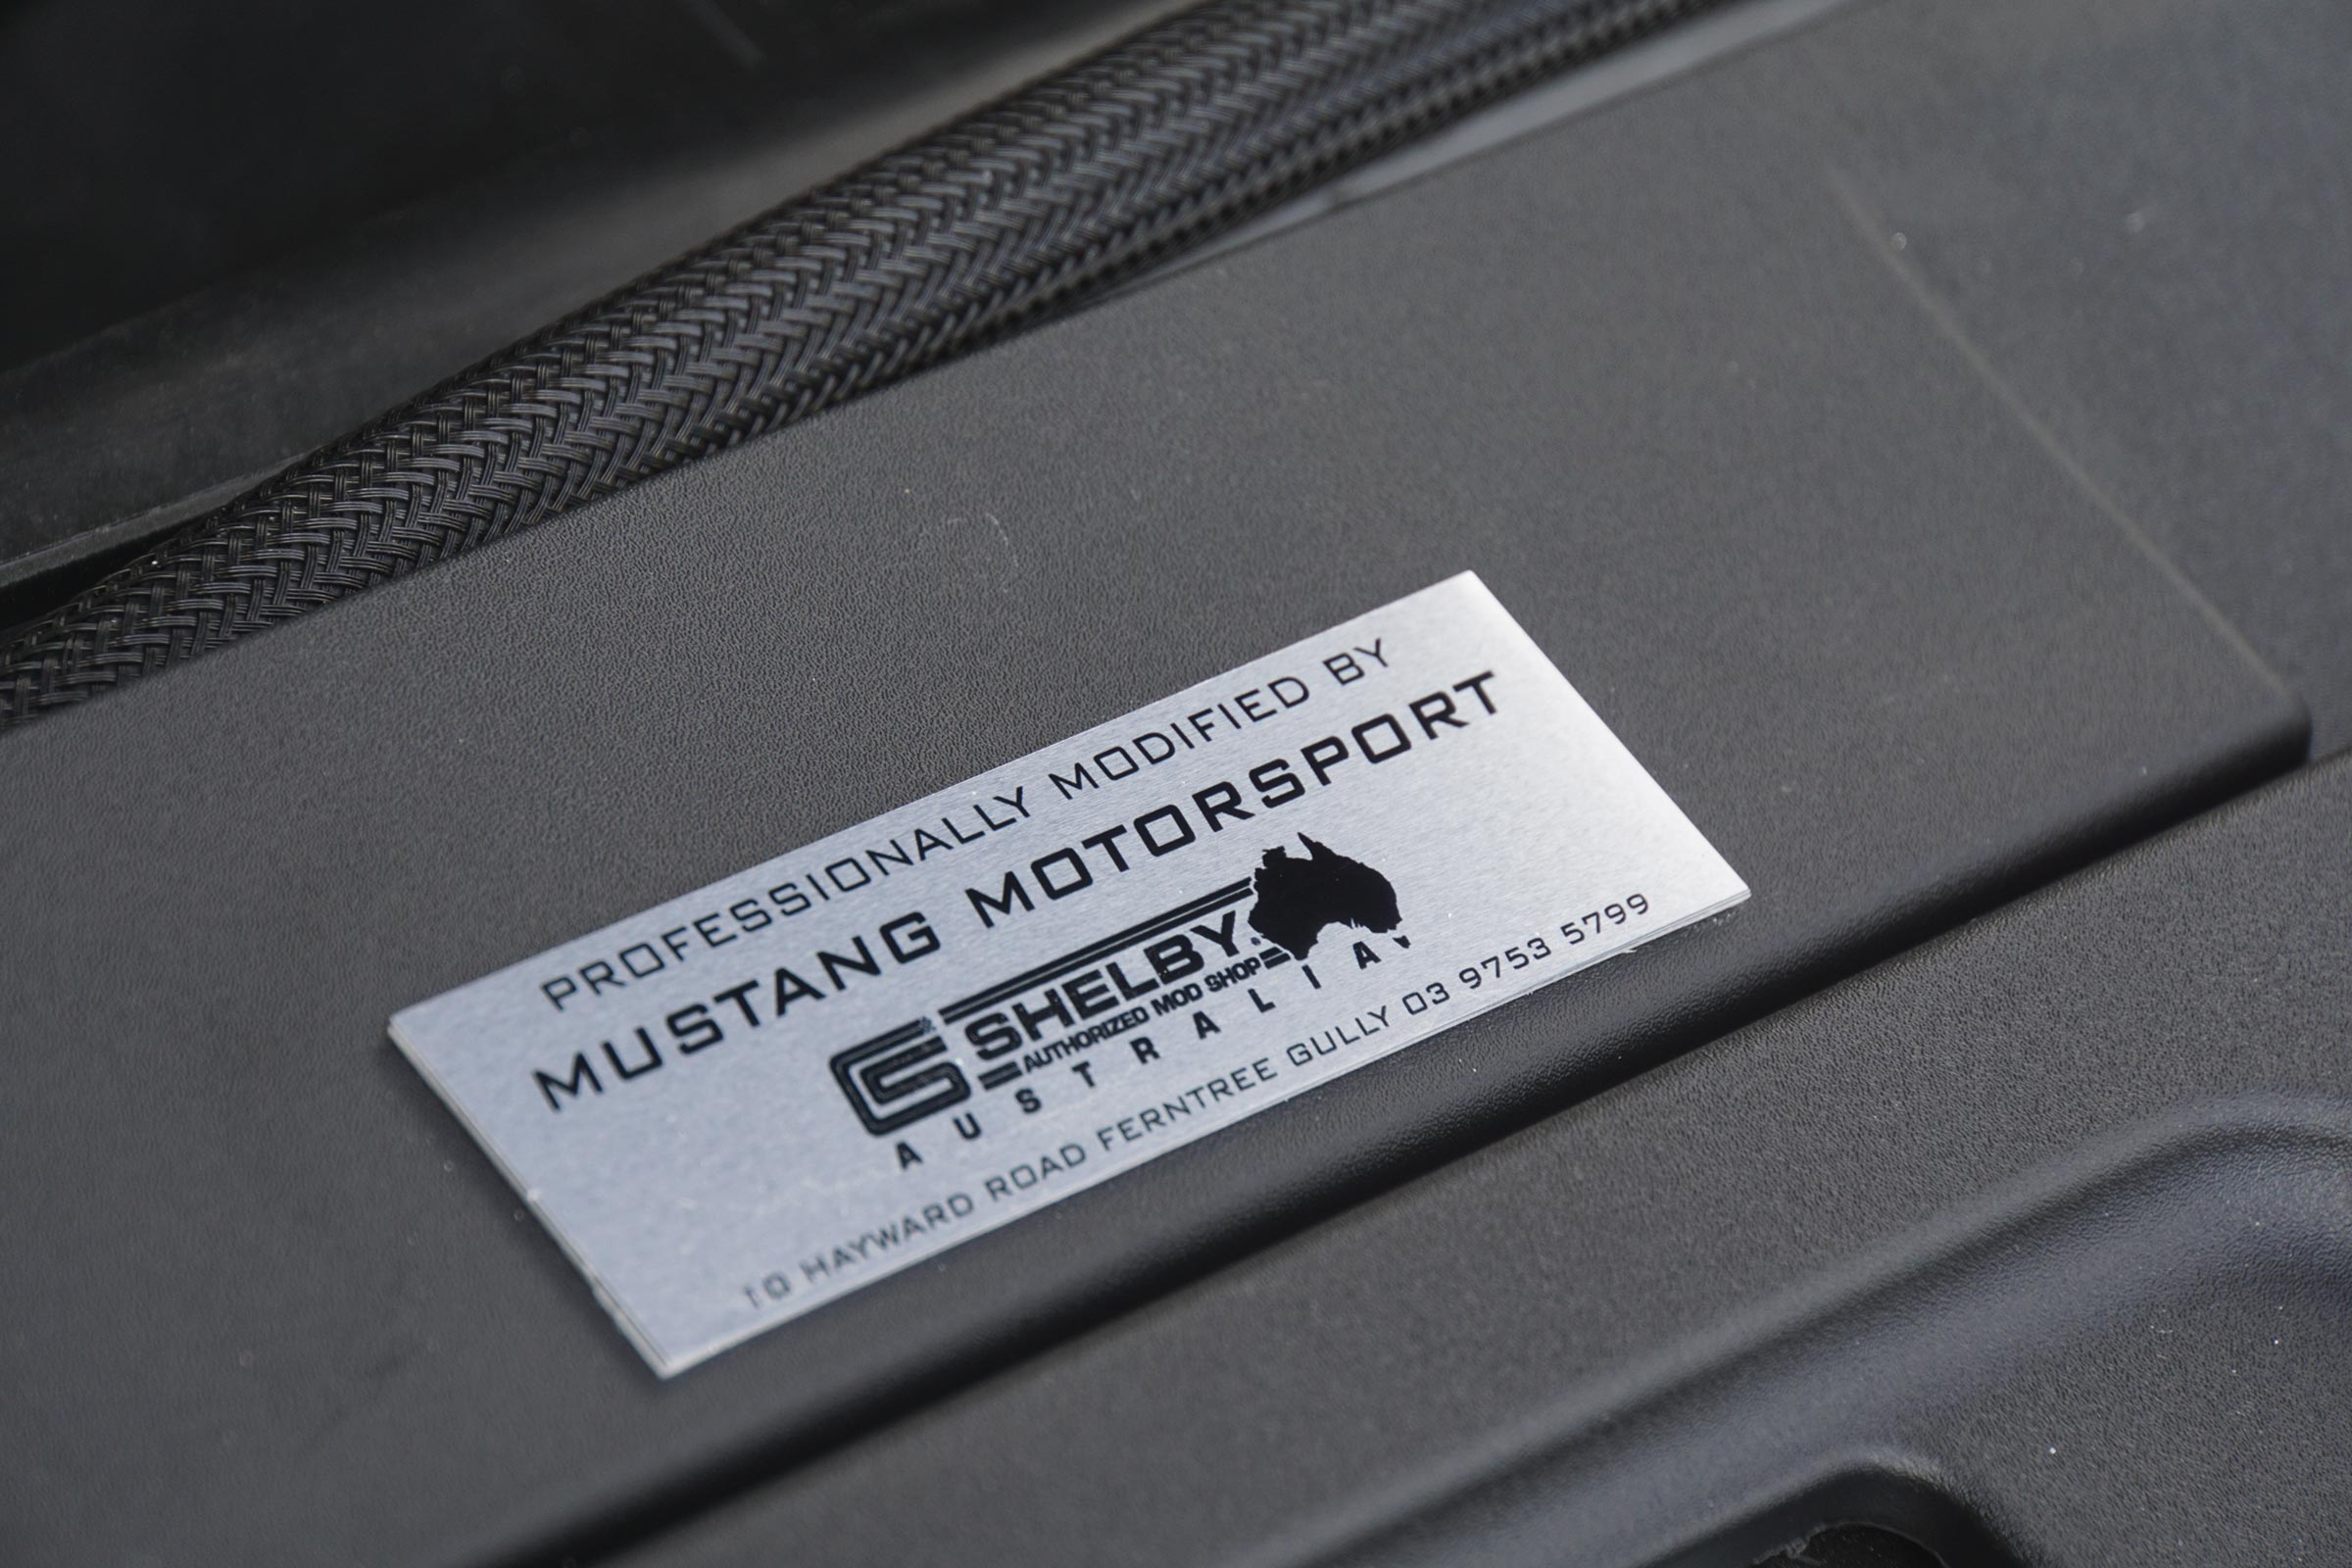 PROFESSIONALLY MODIFIED BY
MUSTANG MOTORSPORT
SHELBY
AUTHORIZED MOD SHOP
AUSTRALIA
10 HAYWARD ROAD FERNTREE GULLY 03 9753 5799